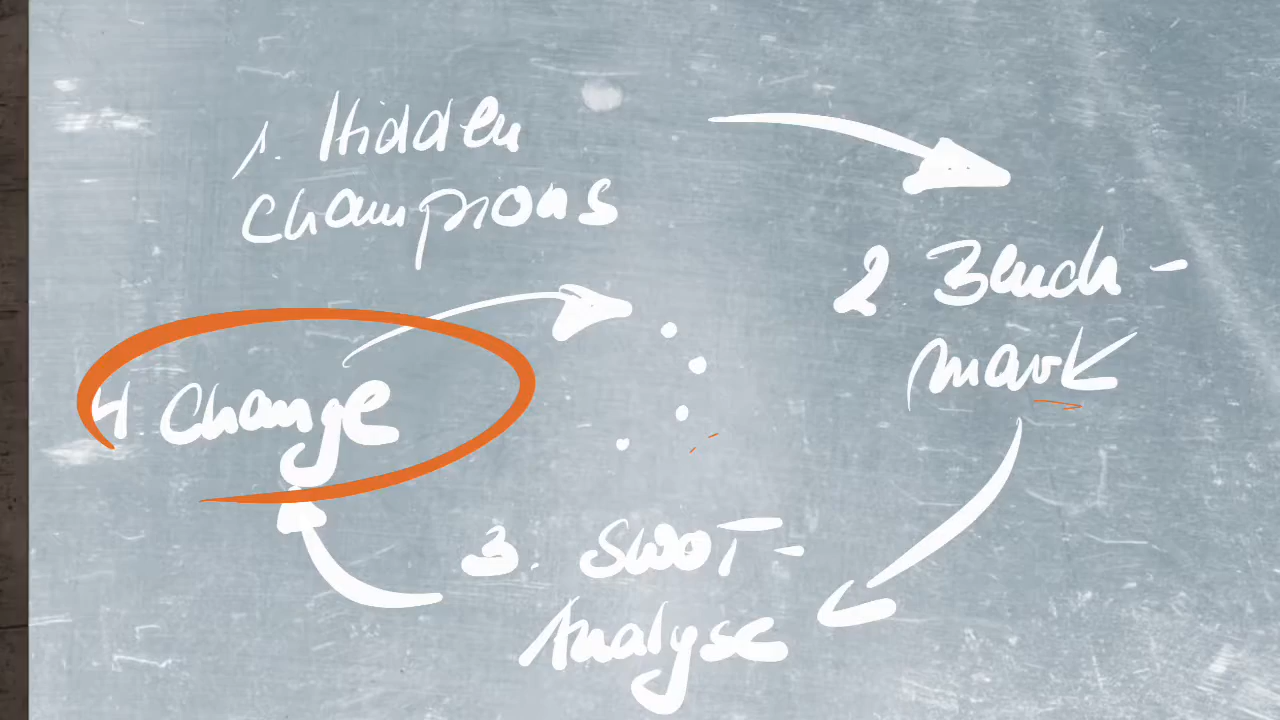 1. Hidden
Champions
2 Bench-
mark
3. SWOT-
Analyse
4. Change